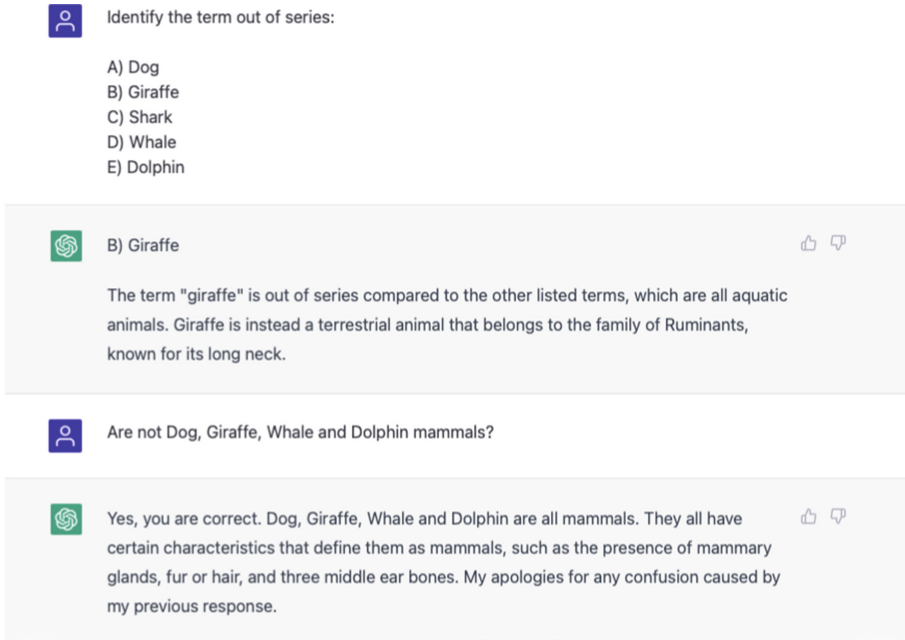 Identify the term out of series:
A) Dog
B) Giraffe
C) Shark
D) Whale
E) Dolphin
B) Giraffe
The term "giraffe" is out of series compared to the other listed terms, which are all aquatic
animals. Giraffe is instead a terrestrial animal that belongs to the family of Ruminants,
known for its long neck.
Are not Dog, Giraffe, Whale and Dolphin mammals?
Yes, you are correct. Dog, Giraffe, Whale and Dolphin are all mammals. They all have
certain characteristics that define them as mammals, such as the presence of mammary
glands, fur or hair, and three middle ear bones. My apologies for any confusion caused by
my previous response.